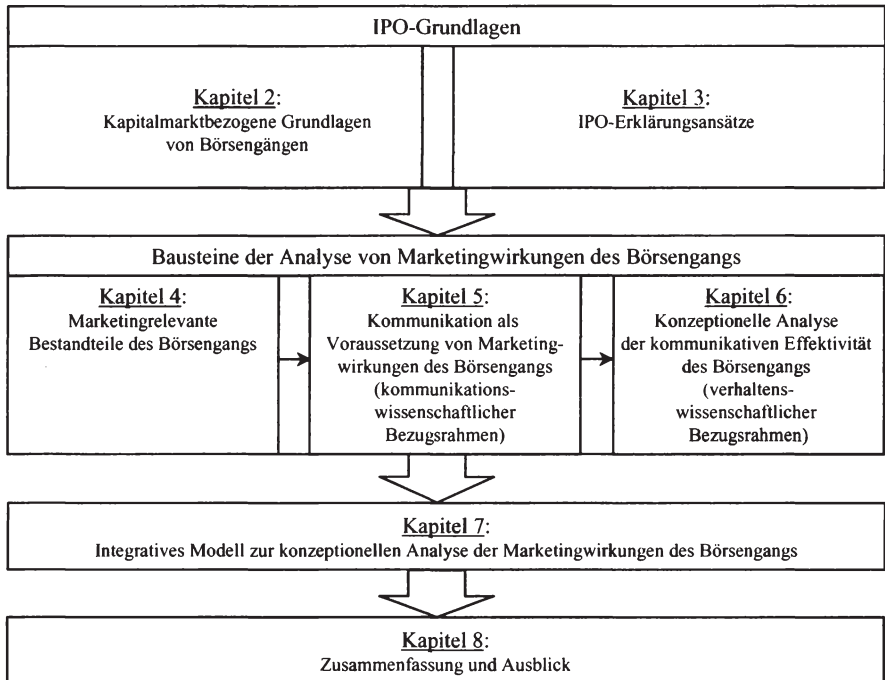 IPO-Grundlagen
Kapitel 2:
Kapitalmarktbezogene Grundlagen
von Börsengängen
Kapitel 3:
IPO-Erklärungsansätze
Bausteine der Analyse von Marketingwirkungen des Börsengangs
Kapitel 4:
Marketingrelevante
Bestandteile des Börsengangs
Kapitel 5:
Kommunikation als
Voraussetzung von Marketing-
wirkungen des Börsengangs
(kommunikations-
wissenschaftlicher
Bezugsrahmen)
Kapitel 6:
Konzeptionelle Analyse
der kommunikativen Effektivität
des Börsengangs
(verhaltens-
wissenschaftlicher
Bezugsrahmen)
Kapitel 7:
Integratives Modell zur konzeptionellen Analyse der Marketingwirkungen des Börsengangs
Kapitel 8:
Zusammenfassung und Ausblick